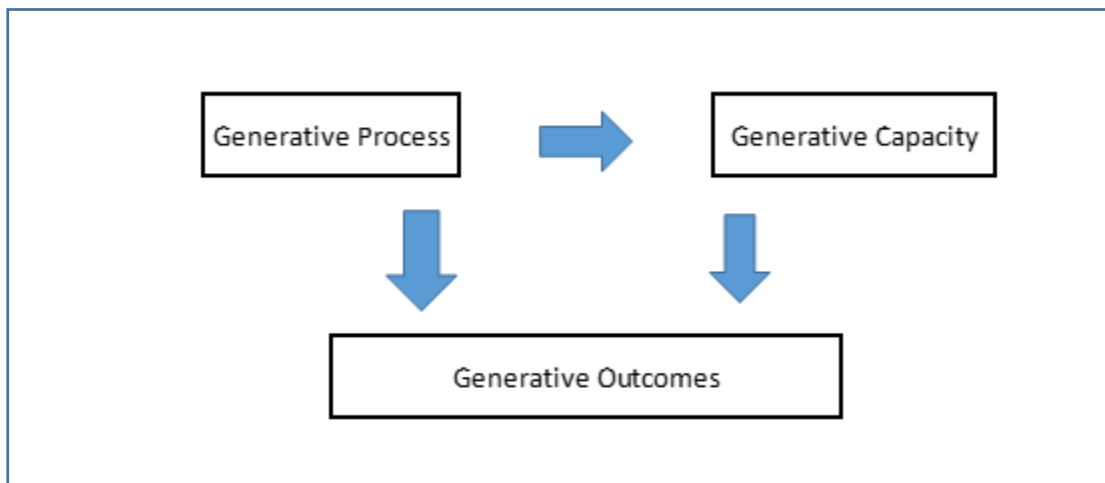 Generative Process
Generative Capacity
Generative Outcomes